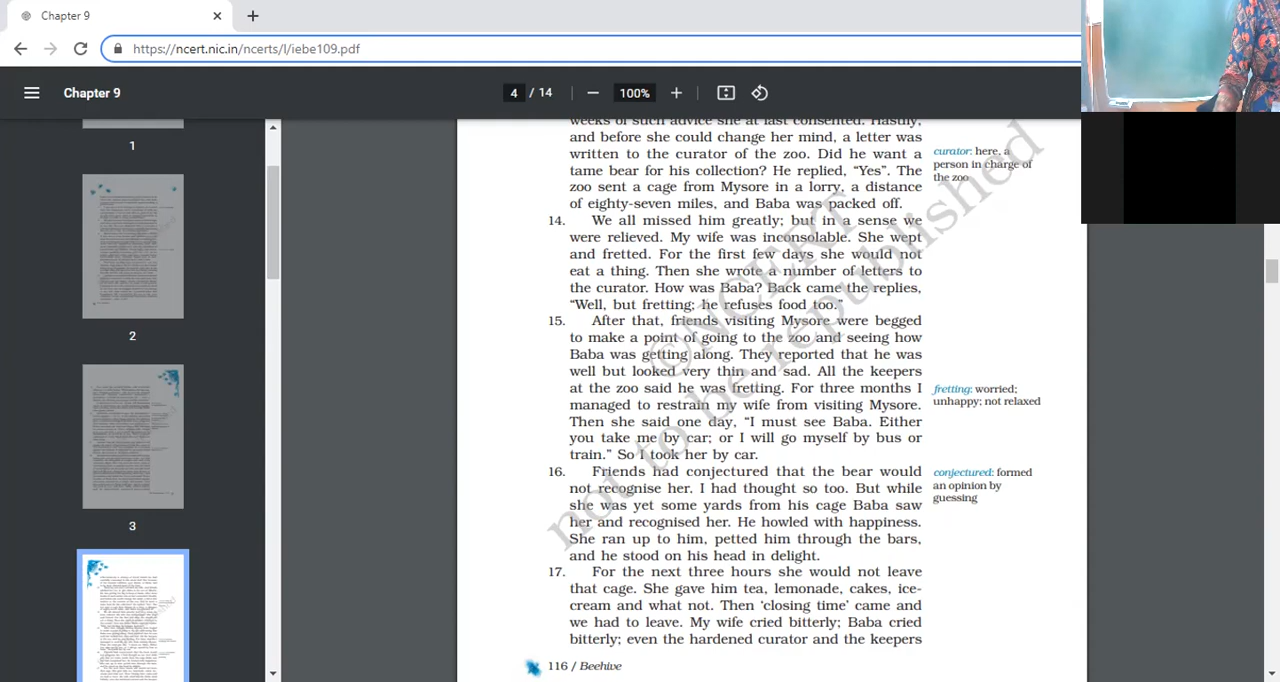 Chapter 9
https://ncert.nic.in/ncerts/l/iebe109.pdf
Chapter 9
4 / 14
100%
1
2
3
weeks of such advice she at last consented. Hastily,
and before she could change her mind, a letter was
written to the curator of the zoo. Did he want a
tame bear for his collection? He replied, “Yes”. The
zoo sent a cage from Mysore in a lorry, a distance
of eighty-seven miles, and Baba was packed off.
14. We all missed him greatly; but in a sense we
were relieved. My wife was inconsolable. She wept
and fretted. For the first few days she would not
eat a thing. Then she wrote a number of letters to
the curator. How was Baba? Back came the replies,
“Well, but fretting; he refuses food too.”
15. After that, friends visiting Mysore were begged
to make a point of going to the zoo and seeing how
Baba was getting along. They reported that he was
well but looked very thin and sad. All the keepers
at the zoo said he was fretting. For three months I
managed to restrain my wife from visiting Mysore.
Then she said one day, “I must see Baba. Either
you take me by car; or I will go myself by bus or
train.” So I took her by car.
16. Friends had conjectured that the bear would
not recognise her. I had thought so too. But while
she was yet some yards from his cage Baba saw
her and recognised her. He howled with happiness.
She ran up to him, petted him through the bars,
and he stood on his head in delight.
17. For the next three hours she would not leave
that cage. She gave him tea, lemonade, cakes, ice-
cream and what not. Then ‘closing time’ came and
we had to leave. My wife cried bitterly; Baba cried
bitterly; even the hardened curator and the keepers
curator: here, a
person in charge of
the zoo
fretting: worried;
unhappy; not relaxed
conjectured: formed
an opinion by
guessing
116 / Beehive
©NCERT
not to be republished